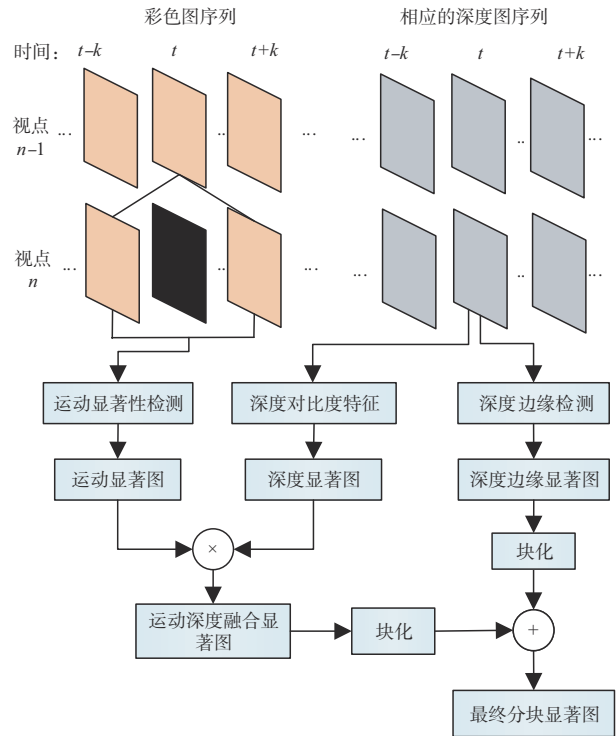 彩色图序列
相应的深度图序列
时间: t−k t t+k
t−k t t+k
视点
n−1
... .. ... ... .. ...
视点
n
... .. ... ... .. ...
运动显著性检测
深度对比度特征
深度边缘检测
运动显著图
深度显著图
深度边缘显著图
×
块化
运动深度融合显
著图
块化
+
最终分块显著图